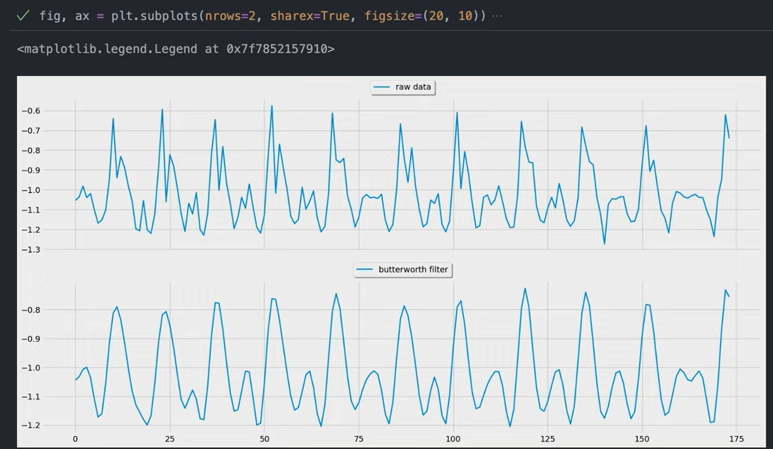 fig, ax = plt.subplots(nrows=2, sharex=True, figsize=(20, 10)) ···
<matplotlib.legend.Legend at 0x7f7852157910>
raw data
−0.6
−0.7
−0.8
−0.9
−1.0
−1.1
−1.2
−1.3
butterworth filter
−0.8
−0.9
−1.0
−1.1
−1.2
0 25 50 75 100 125 150 175